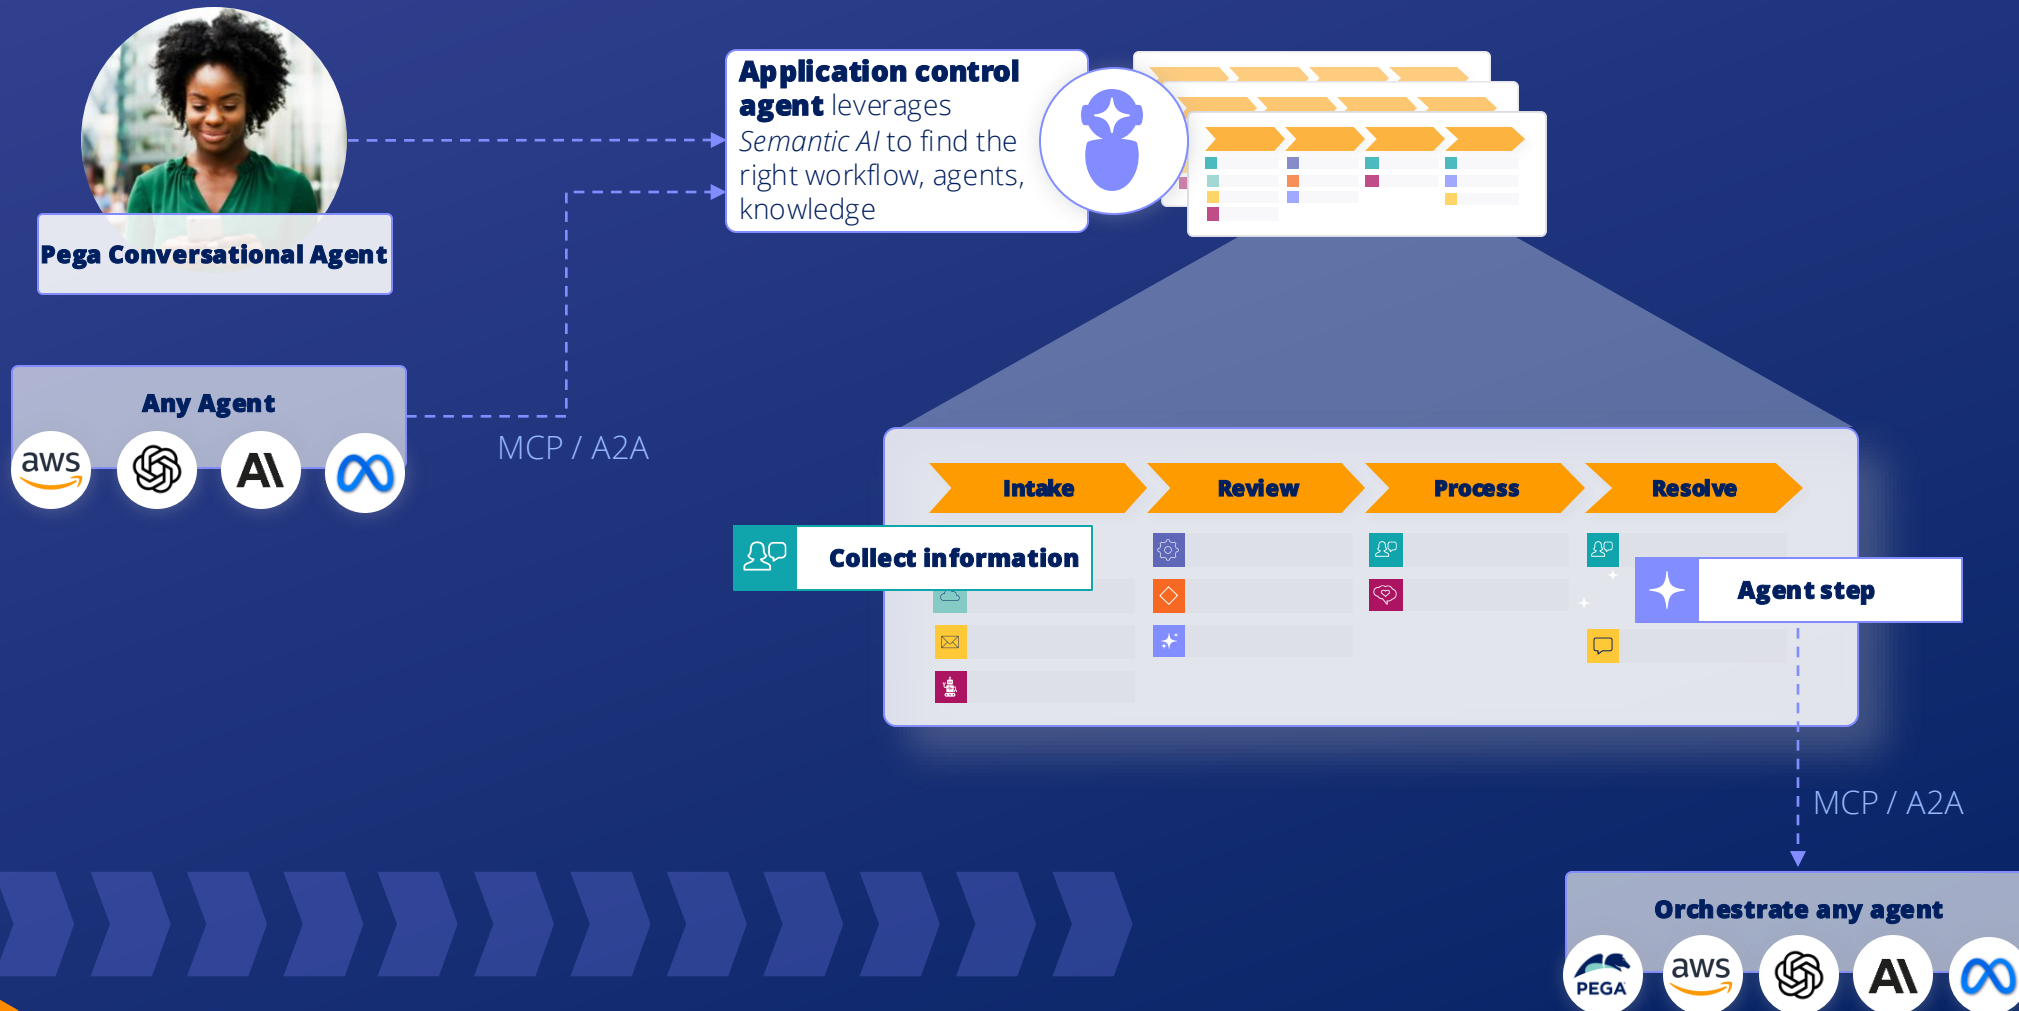 Application control
agent leverages
Semantic AI to find the
right workflow, agents,
knowledge
Pega Conversational Agent
Any Agent
aws
MCP / A2A
Intake
Review
Process
Resolve
Collect information
Agent step
MCP / A2A
Orchestrate any agent
PEGA
aws